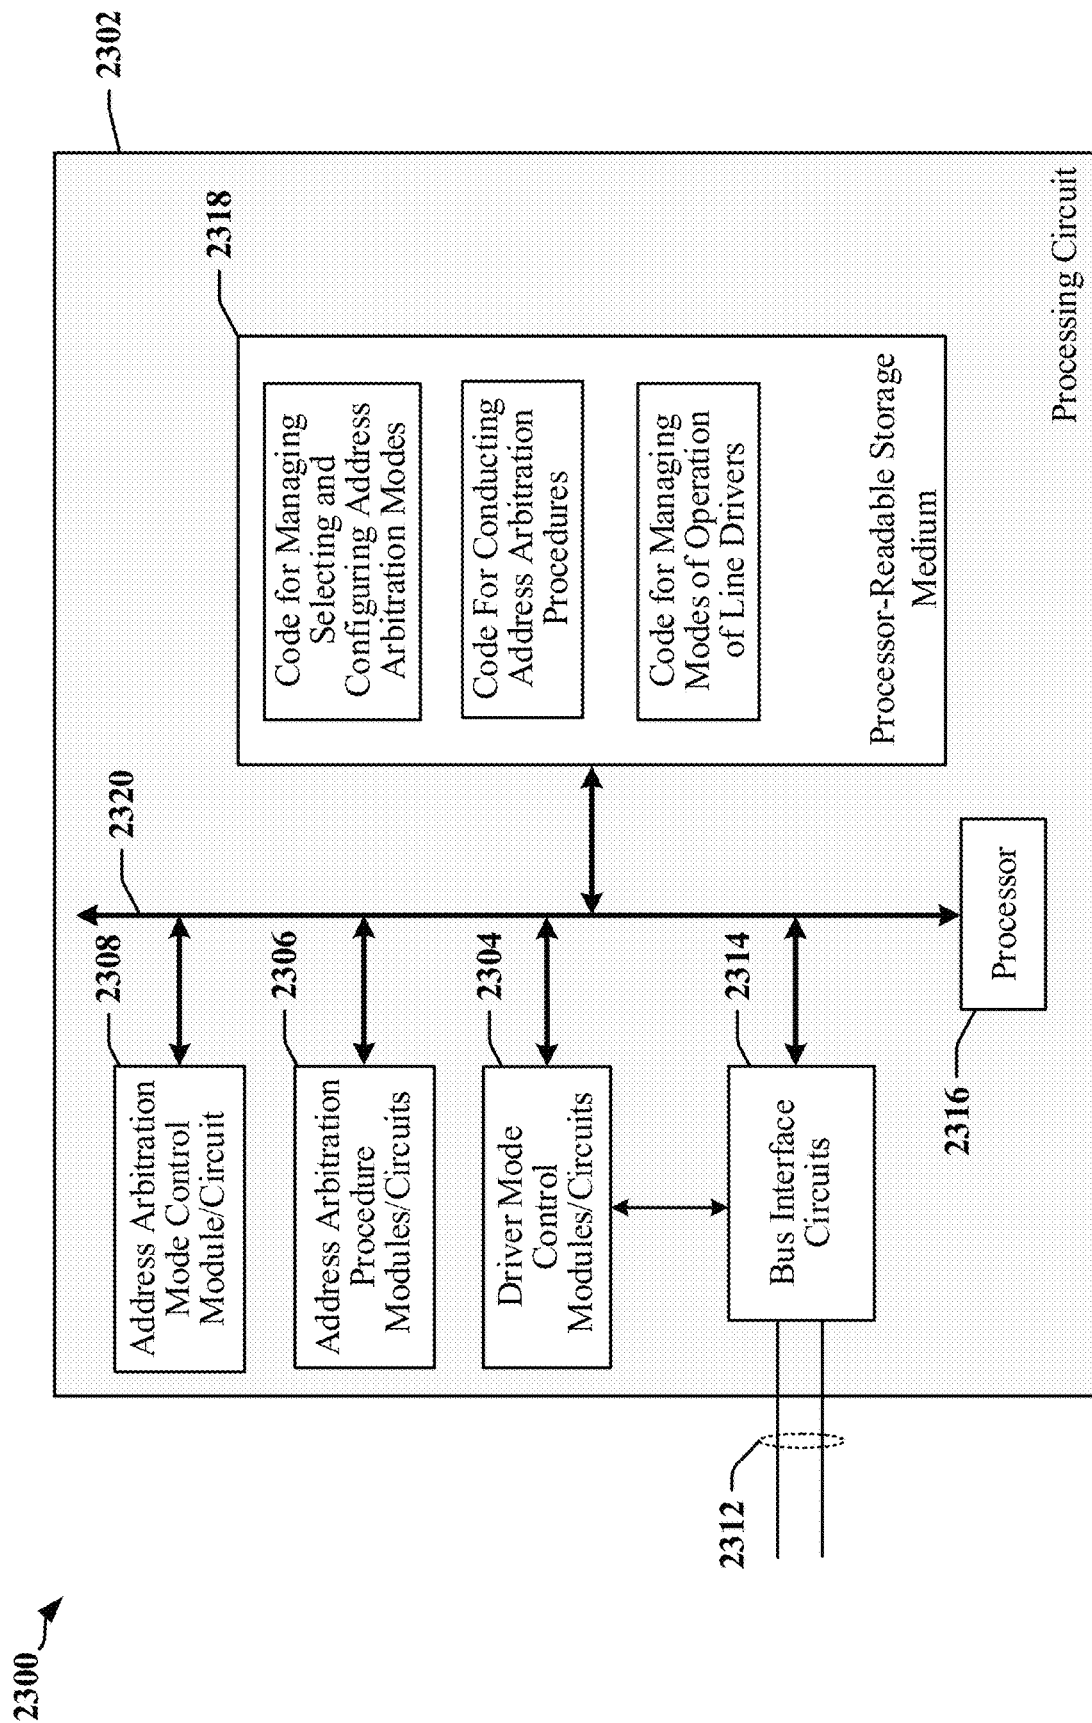 2300
2302
2308
Address Arbitration
Mode Control
Module/Circuit
2306
Address Arbitration
Procedure
Modules/Circuits
2304
Driver Mode
Control
Modules/Circuits
2314
Bus Interface
Circuits
2312
2320
2316
Processor
2318
Code for Managing
Selecting and
Configuring Address
Arbitration Modes
Code For Conducting
Address Arbitration
Procedures
Code for Managing
Modes of Operation
of Line Drivers
Processor-Readable Storage
Medium
Processing Circuit